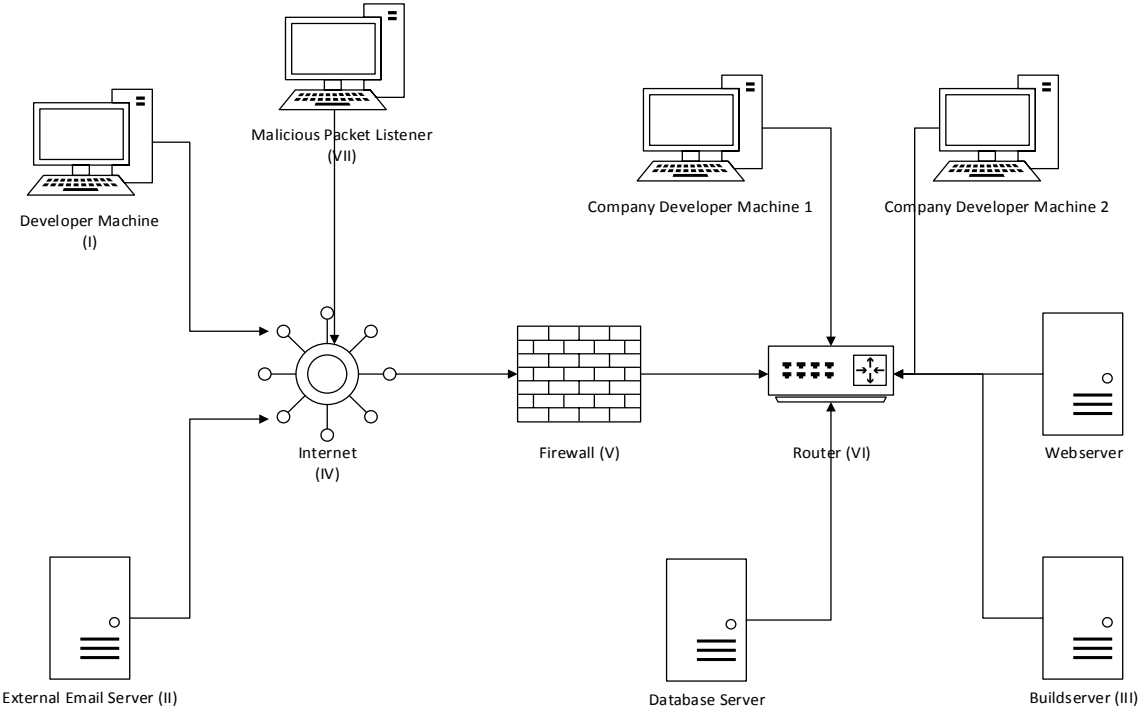 Malicious Packet Listener
(VII)
Developer Machine
(I)
Company Developer Machine 1
Company Developer Machine 2
Internet
(IV)
Firewall (V)
Router (VI)
Webserver
External Email Server (II)
Database Server
Buildserver (III)